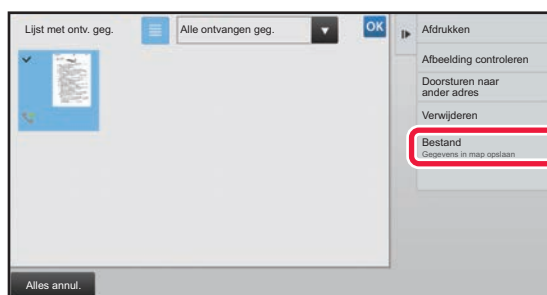 Lijst met ontv. geg.
Alle ontvangen geg.
OK
Afdrukken
Afbeelding controleren
Doorsturen naar
ander adres
Verwijderen
Bestand
Gegevens in map opslaan
Alles annul.